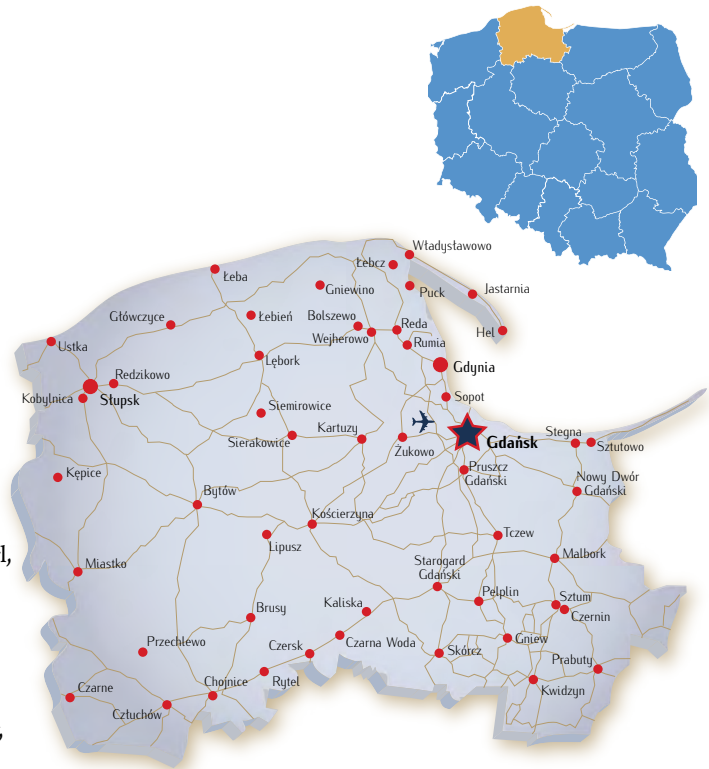 Władysławowo
Łebcz
Łeba
Gniewino
Puck
Jastarnia
Główczyce
Łebień
Bolszewo
Reda
Hel
Ustka
Wejherowo
Rumia
Lębork
Gdynia
Redzikowo
Kobylnica
Słupsk
Siemirowice
Sopot
Sierakowice
Kartuzy
Żukowo
Gdańsk
Stegna
Sztutowo
Kępice
Pruszcz
Gdański
Nowy Dwór
Gdański
Bytów
Kościerzyna
Lipusz
Tczew
l,
Miastko
Starogard
Gdański
Malbork
Pelplin
Sztum
Czernin
Brusy
Kaliska
Przechlewo
Czersk
Czarna Woda
Skórcz
Gniew
Prabuty
Czarne
Chojnice
Rytel
Kwidzyn
Człuchów
,